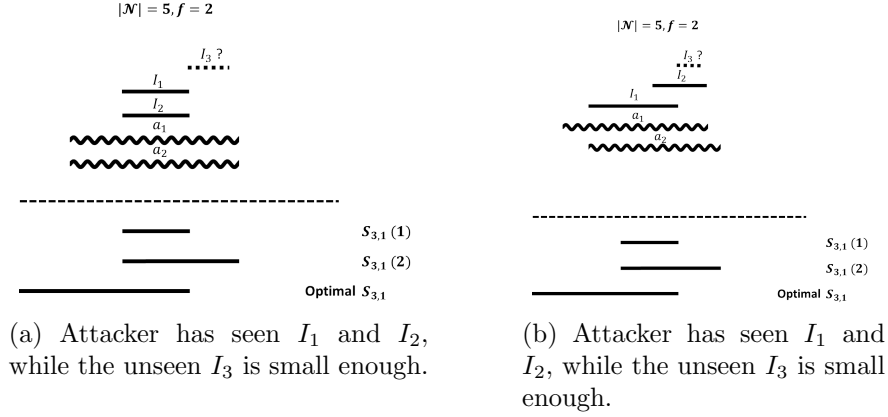 |𝒩| = 5, f = 2
I₃ ?
I₁
I₂
a₁
a₂
S₃,₁ (1)
S₃,₁ (2)
Optimal S₃,₁
(a) Attacker has seen I₁ and I₂,
while the unseen I₃ is small enough.
|𝒩| = 5, f = 2
I₃ ?
I₂
I₁
a₁
a₂
S₃,₁ (1)
S₃,₁ (2)
Optimal S₃,₁
(b) Attacker has seen I₁ and
I₂, while the unseen I₃ is small
enough.